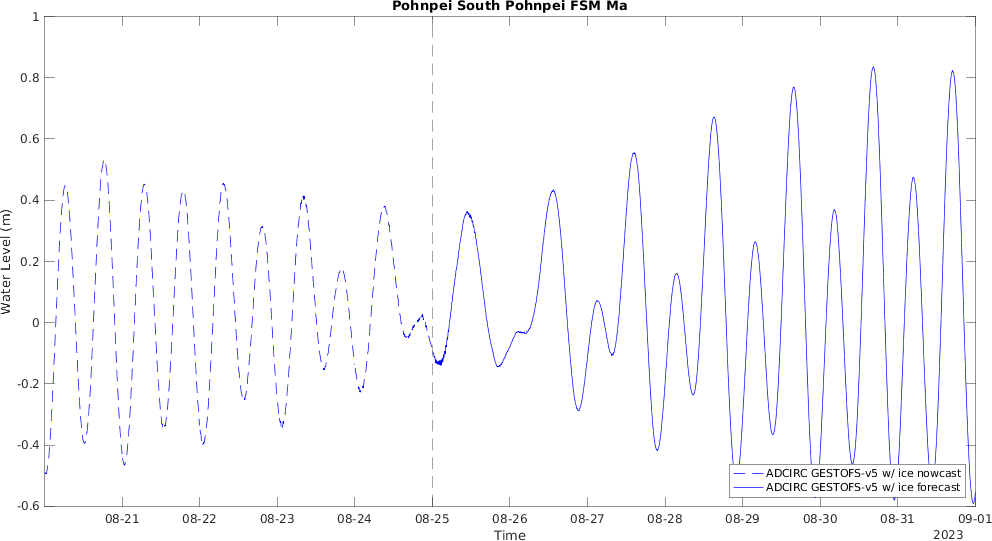 Pohnpei South Pohnpei FSM Ma
1
0.8
0.6
0.4
0.2
0
-0.2
-0.4
-0.6
Water Level (m)
ADCIRC GESTOFS-v5 w/ ice nowcast
ADCIRC GESTOFS-v5 w/ ice forecast
08-21 08-22 08-23 08-24 08-25 08-26 08-27 08-28 08-29 08-30 08-31 09-01
Time
2023